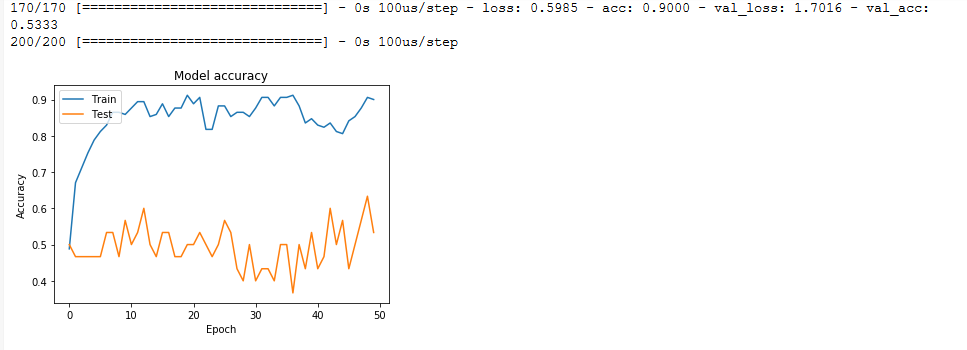 170/170 [==============================] - 0s 100us/step - loss: 0.5985 - acc: 0.9000 - val_loss: 1.7016 - val_acc:
0.5333
200/200 [==============================] - 0s 100us/step
Model accuracy
Train
Test
0.9
0.8
0.7
0.6
0.5
0.4
Accuracy
0 10 20 30 40 50
Epoch